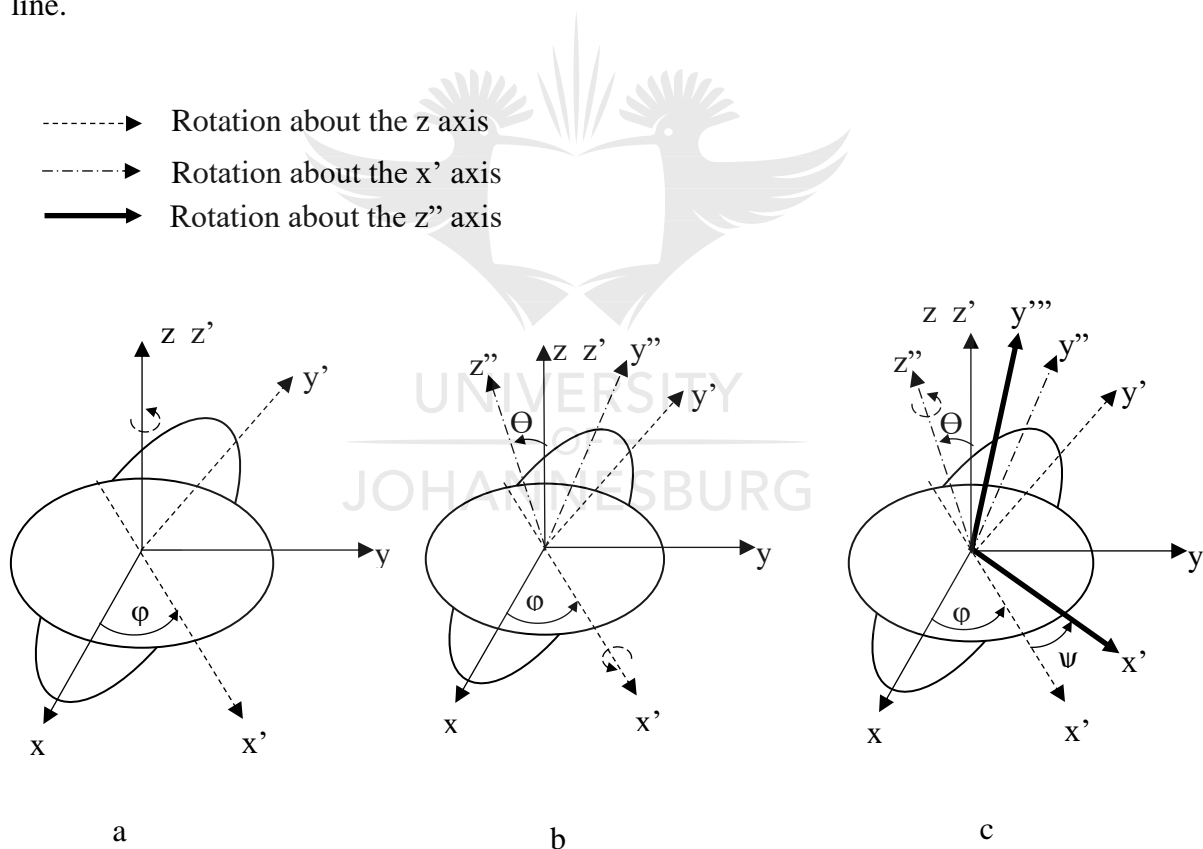 line.
Rotation about the z axis
Rotation about the x’ axis
Rotation about the z” axis
UNIVERSITY
OF
JOHANNESBURG
z z’
y’
y
φ
x
x’
a
z”
z z’
y”
y’
Ѳ
y
φ
x
x’
b
z z’
y’”
z”
y”
y’
Ѳ
y
φ
ψ
x’
x
x’
c